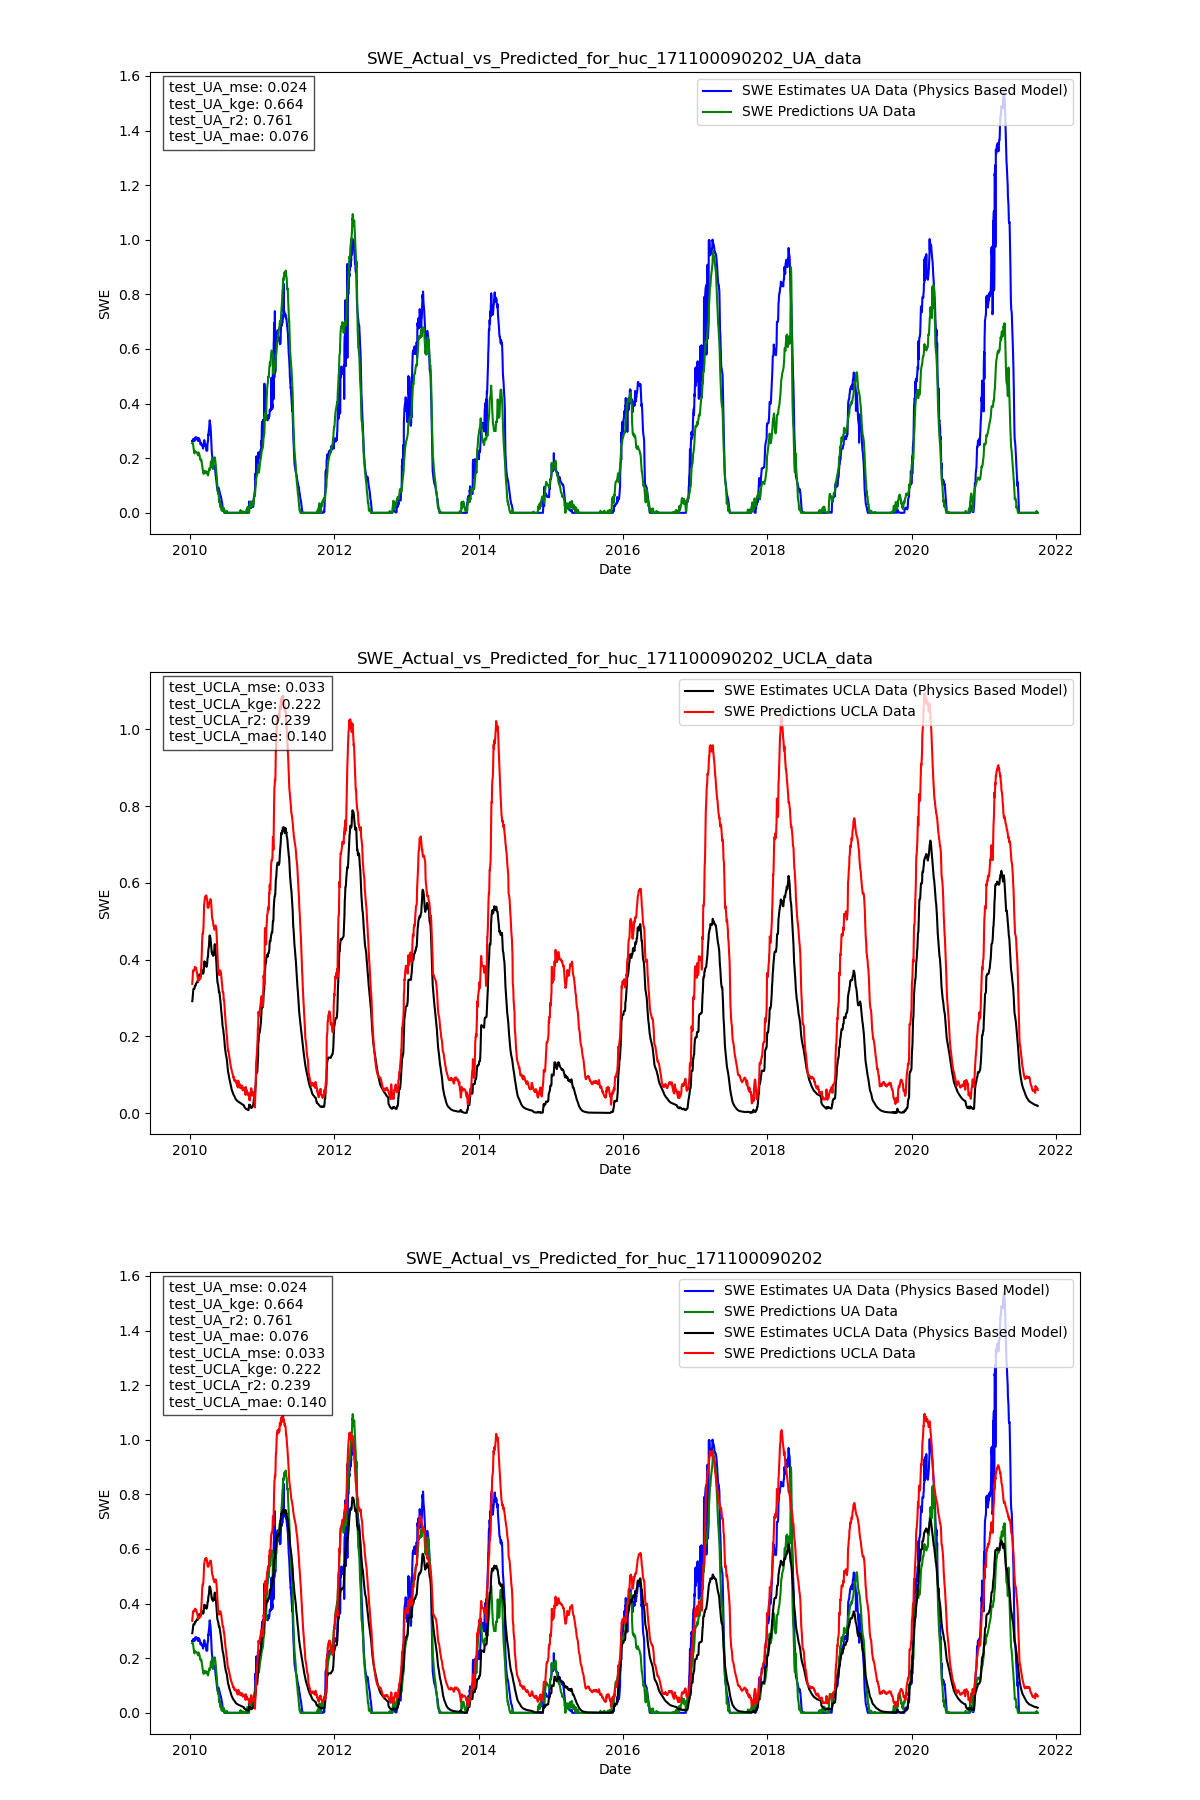 SWE_Actual_vs_Predicted_for_huc_171100090202_UA_data
test_UA_mse: 0.024
test_UA_kge: 0.664
test_UA_r2: 0.761
test_UA_mae: 0.076
SWE Estimates UA Data (Physics Based Model)
SWE Predictions UA Data
1.6
1.4
1.2
1.0
0.8
0.6
0.4
0.2
0.0
SWE
2010 2012 2014 2016 2018 2020 2022
Date
SWE_Actual_vs_Predicted_for_huc_171100090202_UCLA_data
test_UCLA_mse: 0.033
test_UCLA_kge: 0.222
test_UCLA_r2: 0.239
test_UCLA_mae: 0.140
SWE Estimates UCLA Data (Physics Based Model)
SWE Predictions UCLA Data
1.0
0.8
0.6
0.4
0.2
0.0
SWE
2010 2012 2014 2016 2018 2020 2022
Date
SWE_Actual_vs_Predicted_for_huc_171100090202
test_UA_mse: 0.024
test_UA_kge: 0.664
test_UA_r2: 0.761
test_UA_mae: 0.076
test_UCLA_mse: 0.033
test_UCLA_kge: 0.222
test_UCLA_r2: 0.239
test_UCLA_mae: 0.140
SWE Estimates UA Data (Physics Based Model)
SWE Predictions UA Data
SWE Estimates UCLA Data (Physics Based Model)
SWE Predictions UCLA Data
1.6
1.4
1.2
1.0
0.8
0.6
0.4
0.2
0.0
SWE
2010 2012 2014 2016 2018 2020 2022
Date